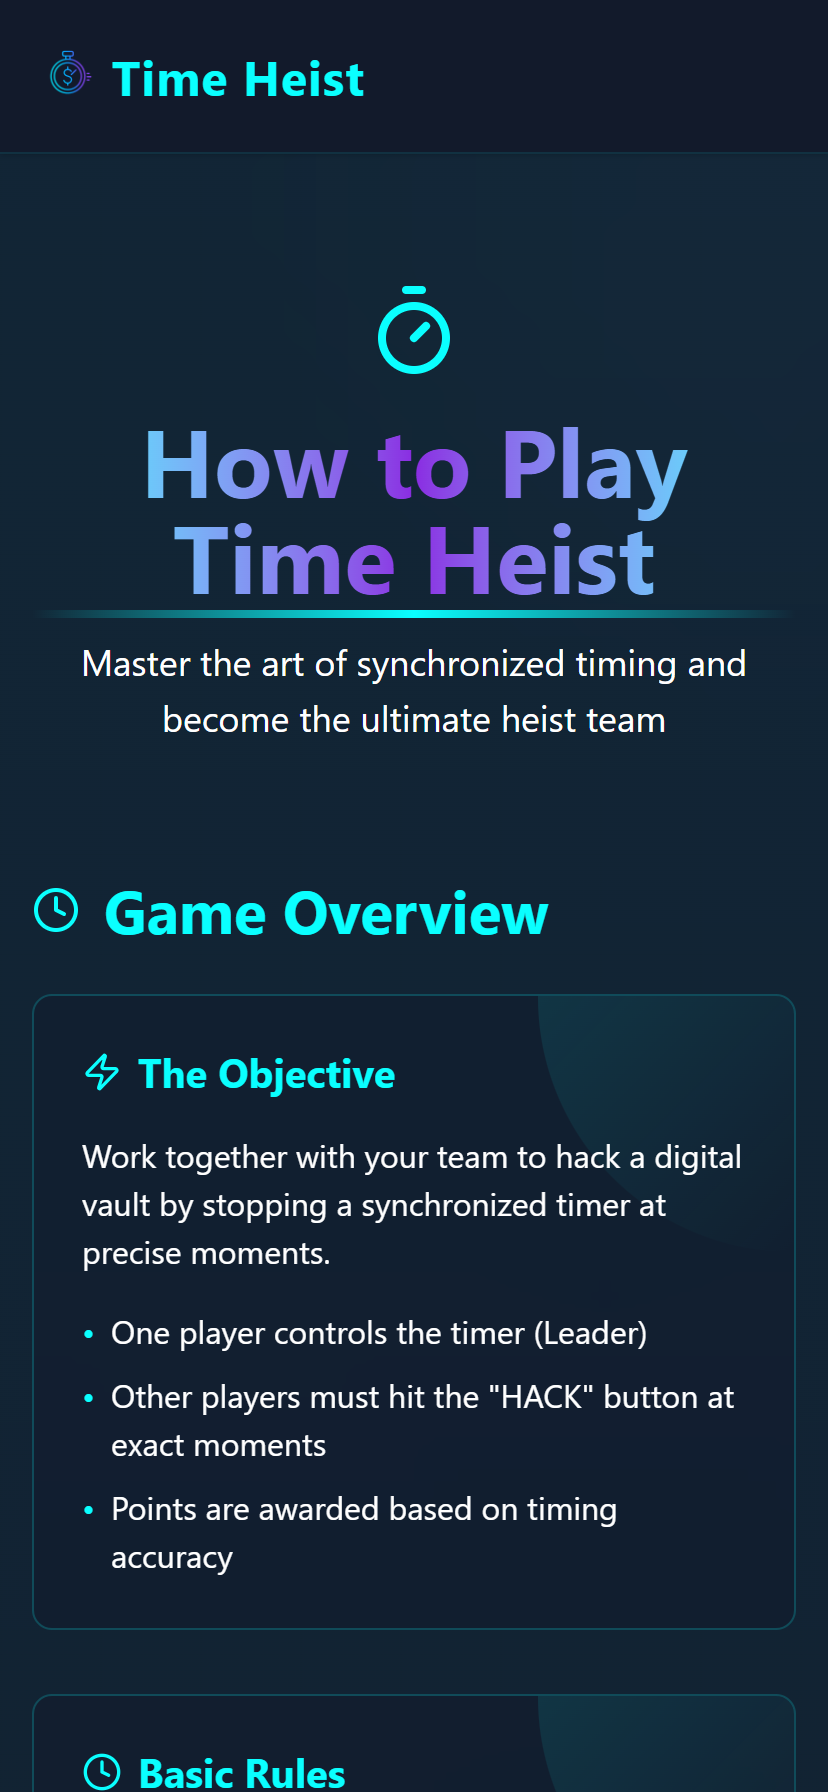 Time Heist
How to Play
Time Heist
Master the art of synchronized timing and
become the ultimate heist team
Game Overview
The Objective
Work together with your team to hack a digital
vault by stopping a synchronized timer at
precise moments.
• One player controls the timer (Leader)
• Other players must hit the "HACK" button at
exact moments
• Points are awarded based on timing
accuracy
Basic Rules